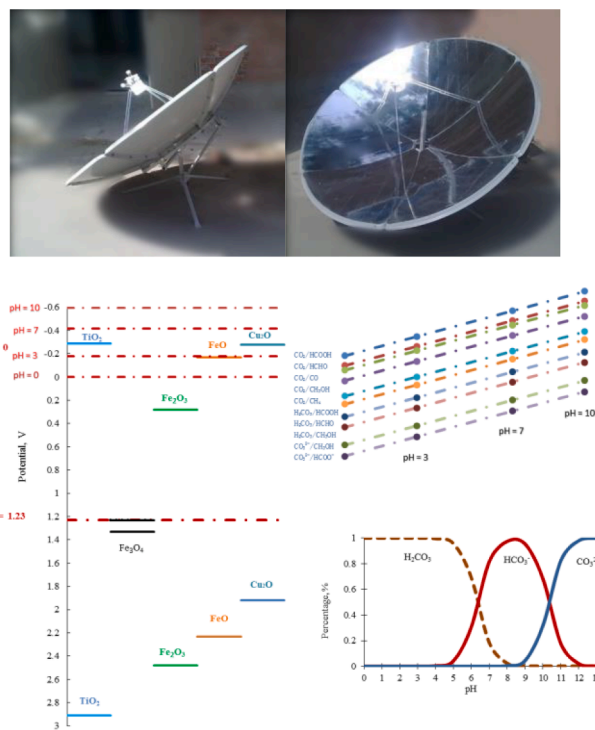 pH = 10
-0.6
pH = 7
-0.4
TiO₂
FeO
Cu₂O
0
pH = 3
-0.2
pH = 0
0
0.2
Fe₂O₃
0.4
0.6
0.8
1
= 1.23
1.2
1.4
Fe₃O₄
1.6
1.8
Cu₂O
2
FeO
2.2
2.4
Fe₂O₃
2.6
2.8
TiO₂
3
Potential, V
CO₂/HCOOH
CO₂/HCHO
CO₂/CO
CO₂/CH₃OH
CO₂/CH₄
H₂CO₃/HCOOH
H₂CO₃/HCHO
H₂CO₃/CH₃OH
CO₃²⁻/CH₃OH
CO₃²⁻/HCOO⁻
pH = 3
pH = 7
pH = 10
Percentage, %
1
0.8
0.6
0.4
0.2
0
H₂CO₃
HCO₃⁻
CO₃²
0 1 2 3 4 5 6 7 8 9 10 11 12 13
pH